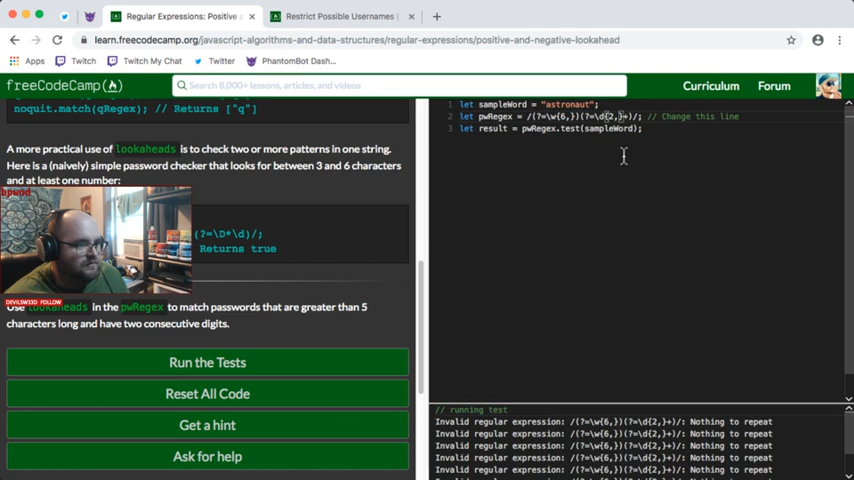 Regular Expressions: Positive a
Restrict Possible Usernames |
learn.freecodecamp.org/javascript-algorithms-and-data-structures/regular-expressions/positive-and-negative-lookahead
Apps Twitch Twitch My Chat Twitter PhantomBot Dash...
freeCodeCamp
Search 8,000+ lessons, articles, and videos
Curriculum Forum
noquit.match(qRegex); // Returns ["q"]
A more practical use of lookaheads is to check two or more patterns in one string.
Here is a (naively) simple password checker that looks for between 3 and 6 characters
and at least one number:
(?=\D*\d)/;
Returns true
DEVILSW33D FOLLOW
Use lookaheads in the pwRegex to match passwords that are greater than 5
characters long and have two consecutive digits.
Run the Tests
Reset All Code
Get a hint
Ask for help
1 let sampleWord = "astronaut";
2 let pwRegex = /(?=\w{6,})(?=\d{2,}+)/; // Change this line
3 let result = pwRegex.test(sampleWord);
// running test
Invalid regular expression: /(?=\w{6,})(?=\d{2,}+)/: Nothing to repeat
Invalid regular expression: /(?=\w{6,})(?=\d{2,}+)/: Nothing to repeat
Invalid regular expression: /(?=\w{6,})(?=\d{2,}+)/: Nothing to repeat
Invalid regular expression: /(?=\w{6,})(?=\d{2,}+)/: Nothing to repeat
Invalid regular expression: /(?=\w{6,})(?=\d{2,}+)/: Nothing to repeat
Invalid regular expression: /(?=\w{6,})(?=\d{2,}+)/: Nothing to repeat